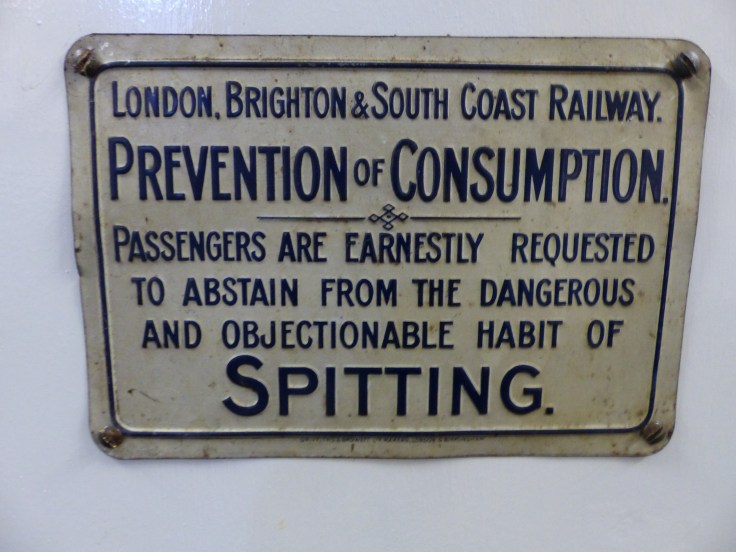 LONDON, BRIGHTON & SOUTH COAST RAILWAY.
PREVENTION OF CONSUMPTION.
PASSENGERS ARE EARNESTLY REQUESTED
TO ABSTAIN FROM THE DANGEROUS
AND OBJECTIONABLE HABIT OF
SPITTING.